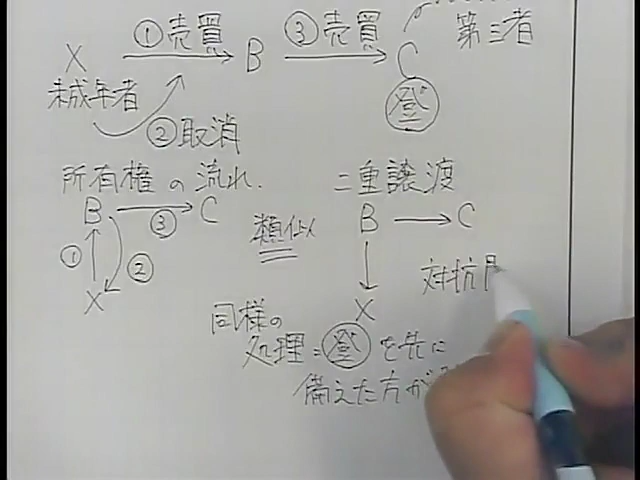 ①売買 ③売買 第三者
X → B → C
未成年者 登
②取消
所有権の流れ. 二重譲渡
B → C 類似 B → C
③
① ②
X X
対抗
同様の
処理=登を先に
備えた方が